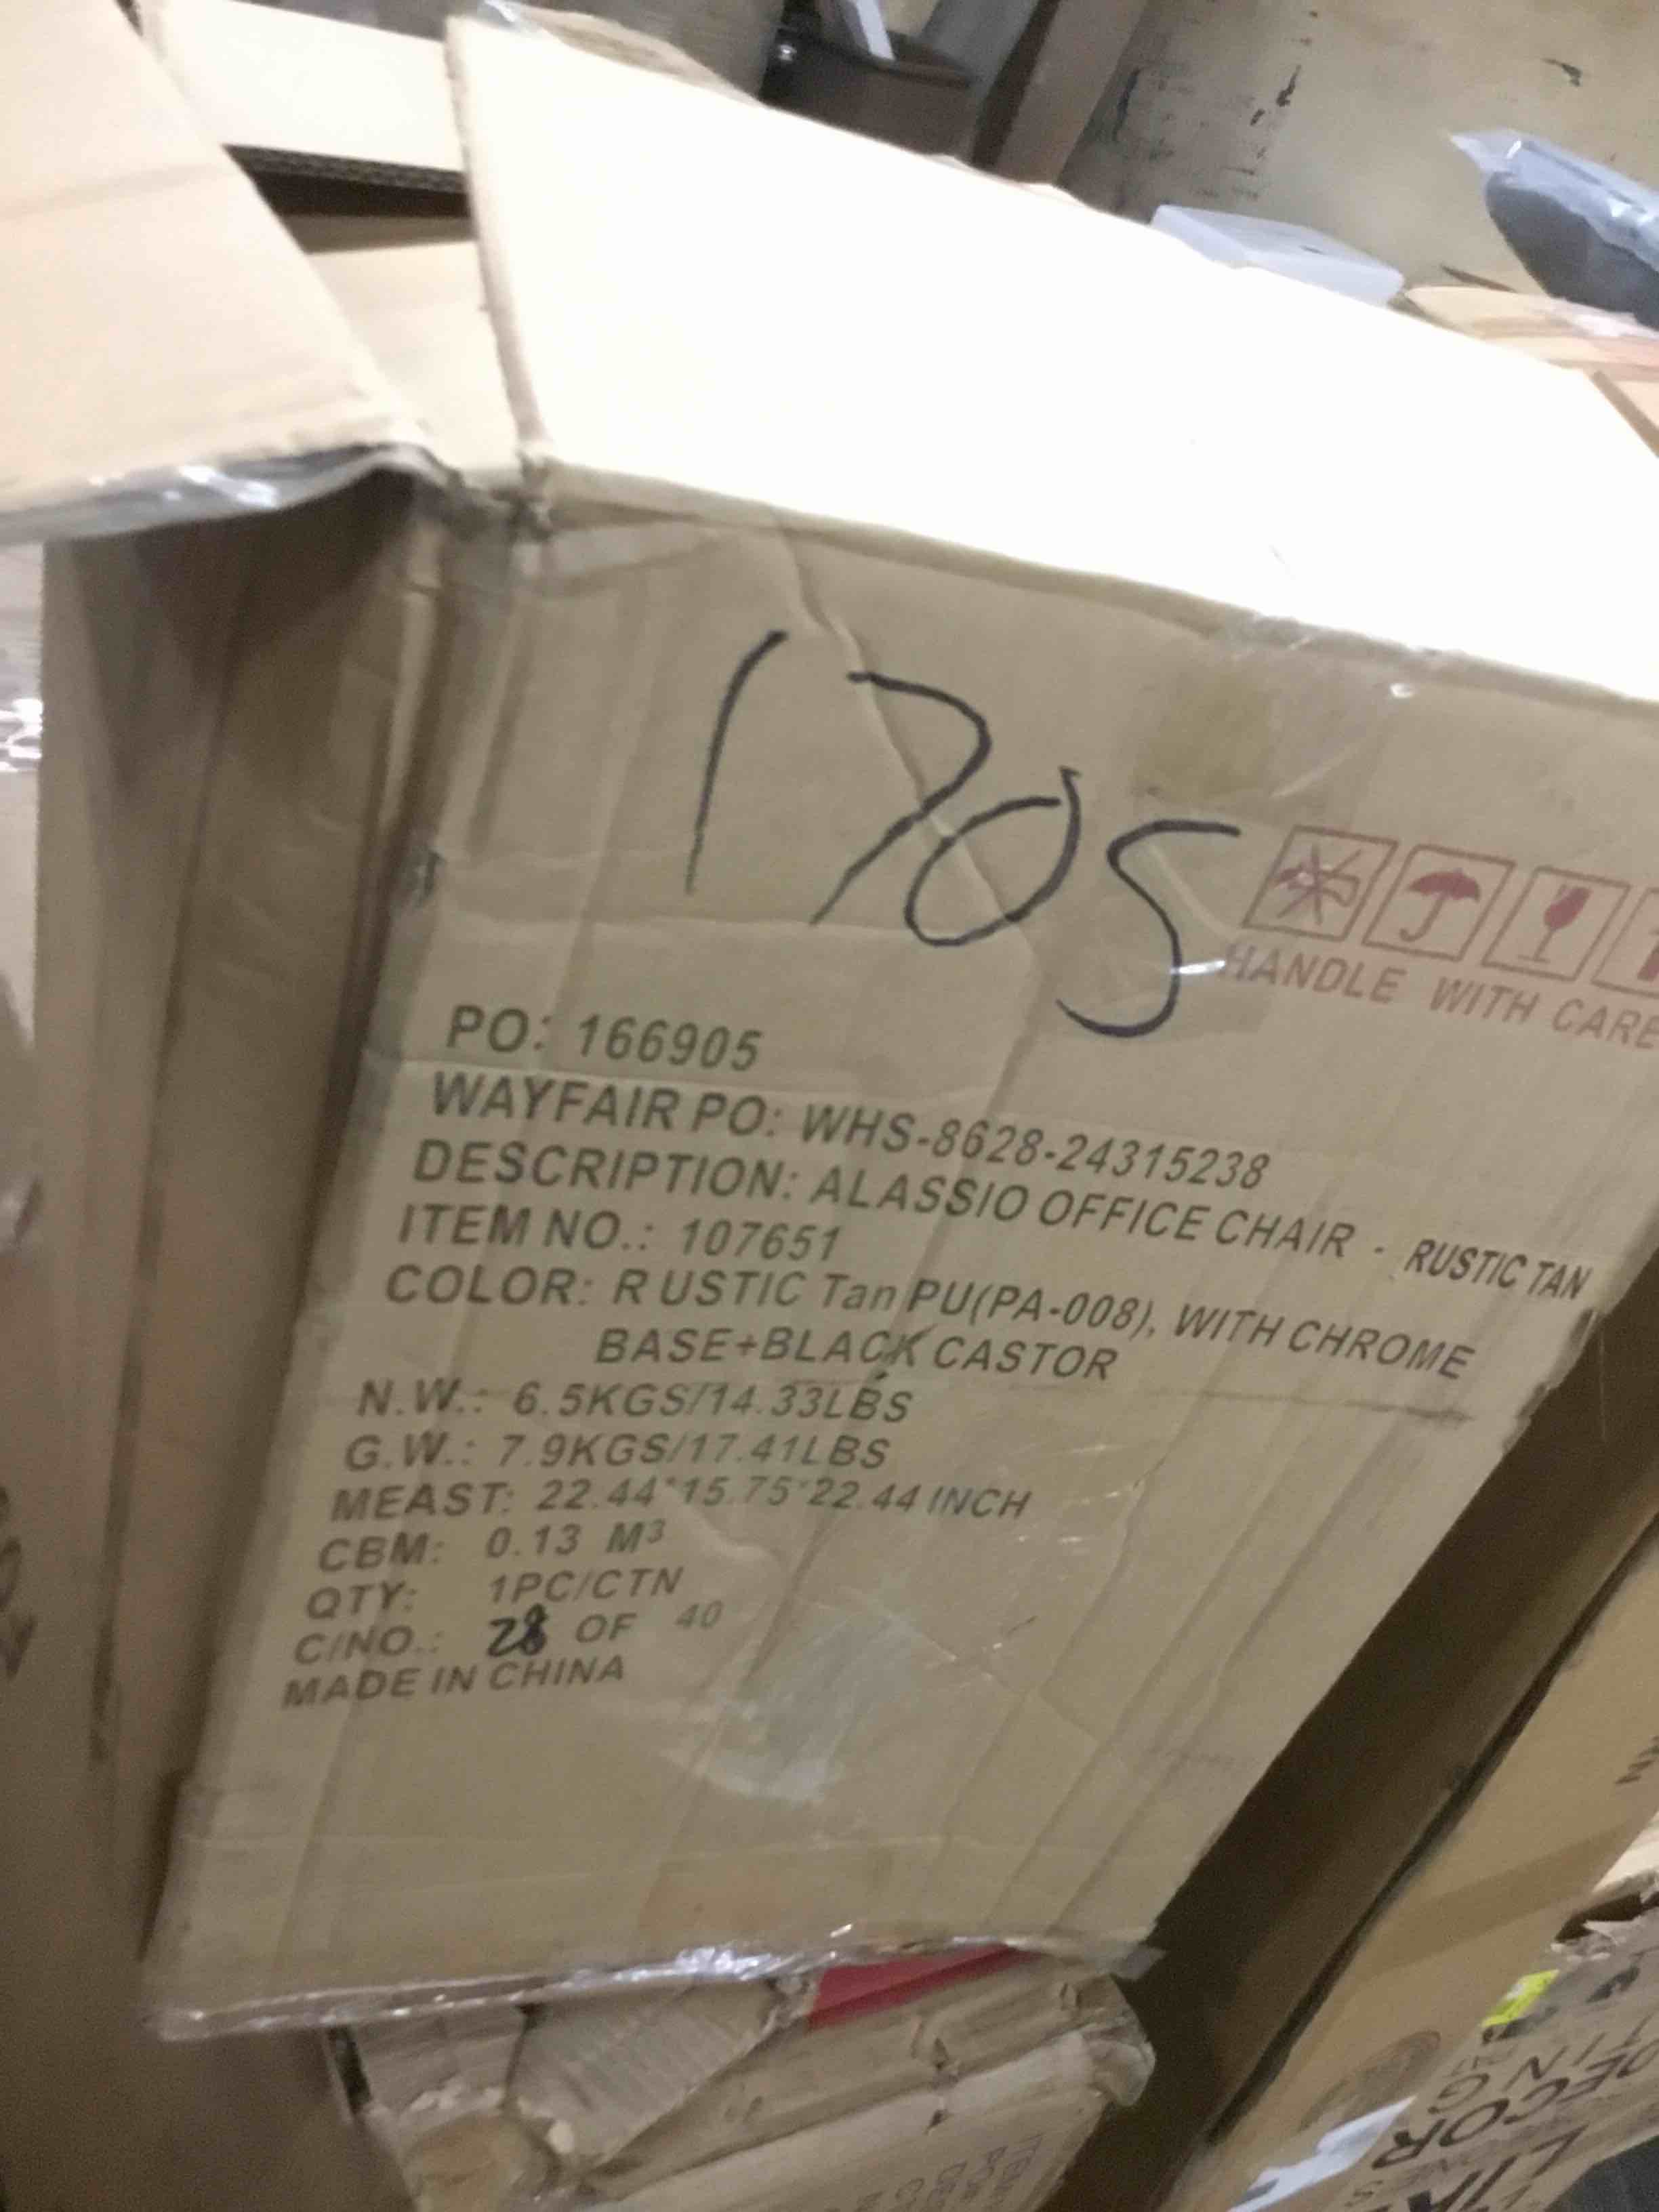 1705
HANDLE WITH CARE
PO: 166905
WAYFAIR PO: WHS-8628-24315238
DESCRIPTION: ALASSIO OFFICE CHAIR - RUSTIC TAN
ITEM NO.: 107651
COLOR: RUSTIC Tan PU(PA-008), WITH CHROME
BASE+BLACK CASTOR
N.W.: 6.5KGS/14.33LBS
G.W.: 7.9KGS/17.41LBS
MEAST: 22.44*15.75*22.44 INCH
CBM: 0.13 M³
QTY: 1PC/CTN
C/NO.: 28 OF 40
MADE IN CHINA